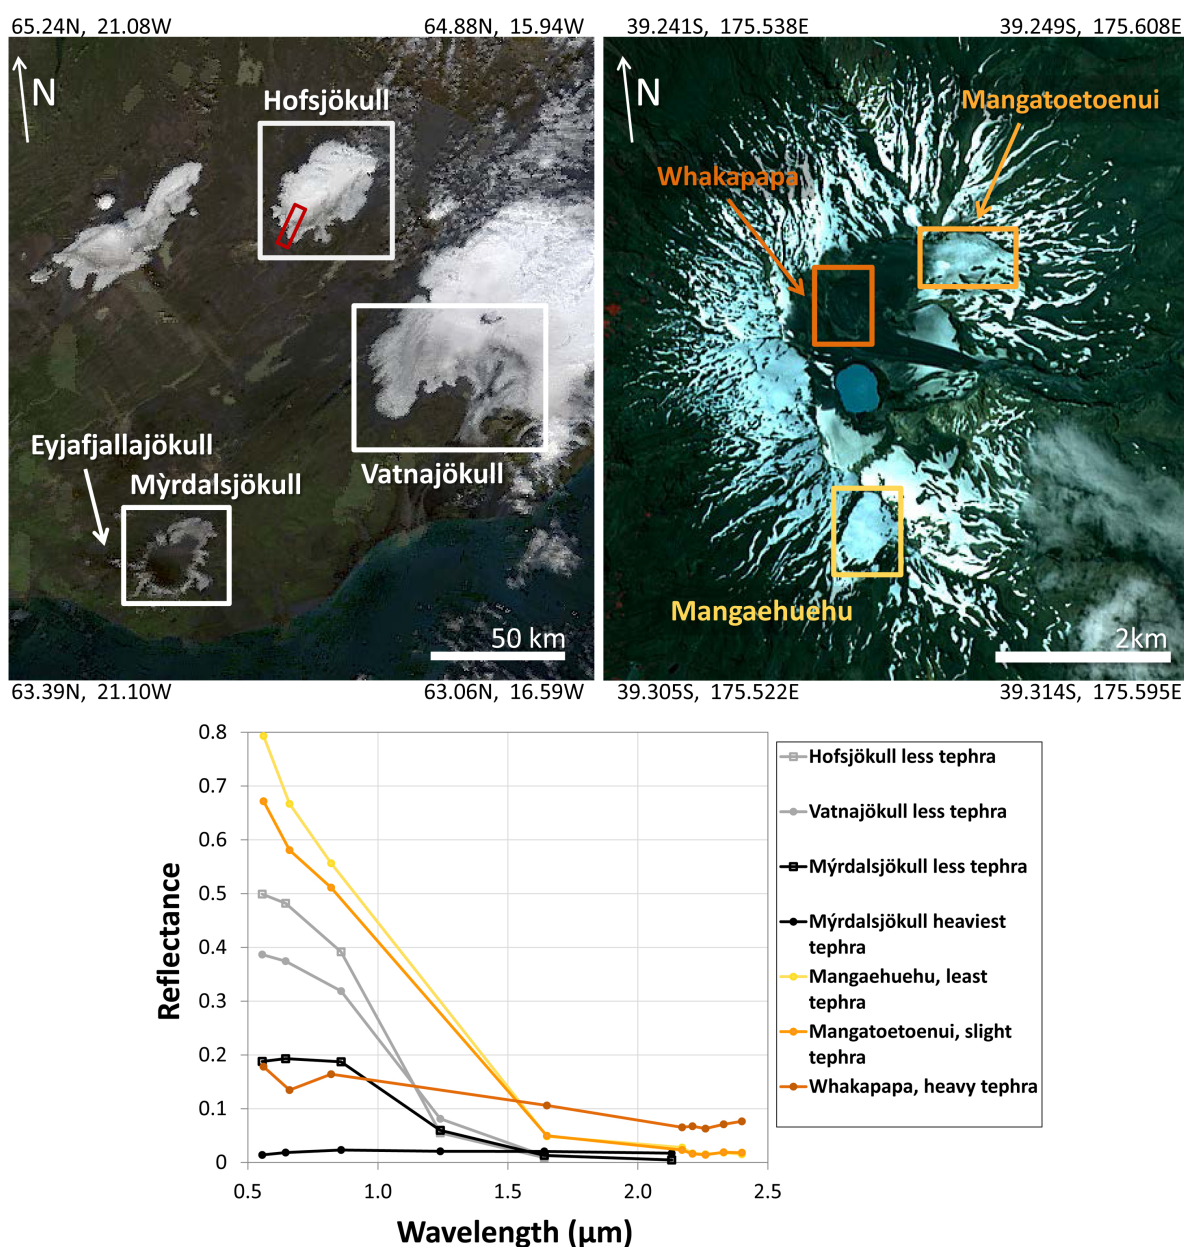 65.24N, 21.08W
64.88N, 15.94W
39.241S, 175.538E
39.249S, 175.608E
N
Hofsjökull
Eyjafjallajökull
Mỳrdalsjökull
Vatnajökull
50 km
N
Mangatoetoenui
Whakapapa
Mangaehuehu
2km
63.39N, 21.10W
63.06N, 16.59W
39.305S, 175.522E
39.314S, 175.595E
0.8
0.7
0.6
0.5
0.4
0.3
0.2
0.1
0
Reflectance
0.5
1.0
1.5
2.0
2.5
Wavelength (μm)
Hofsjökull less tephra
Vatnajökull less tephra
Mýrdalsjökull less tephra
Mýrdalsjökull heaviest
tephra
Mangaehuehu, least
tephra
Mangatoetoenui, slight
tephra
Whakapapa, heavy tephra